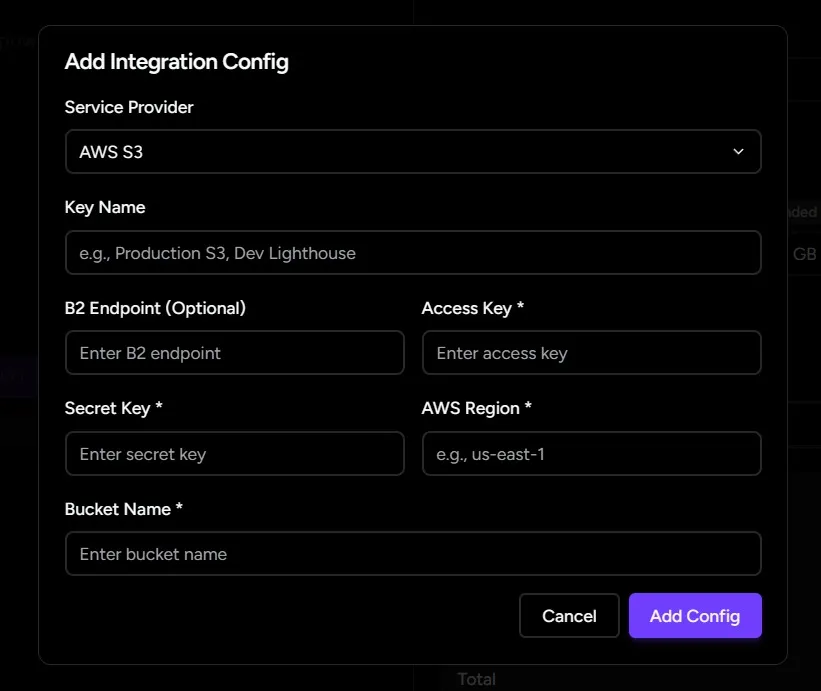 Add Integration Config
Service Provider
AWS S3
Key Name
e.g., Production S3, Dev Lighthouse
B2 Endpoint (Optional) Access Key *
Enter B2 endpoint Enter access key
Secret Key * AWS Region *
Enter secret key e.g., us-east-1
Bucket Name *
Enter bucket name
Cancel Add Config
GB
Total